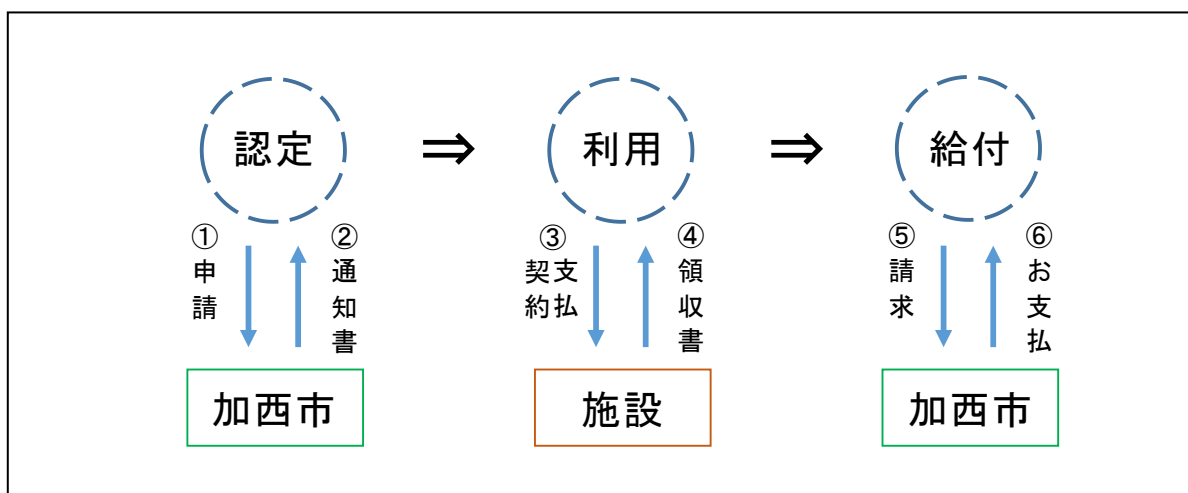 認定 ⇒ 利用 ⇒ 給付
①申請
②通知書
③支払
契約
④領収書
⑤請求
⑥お支払
加西市
施設
加西市